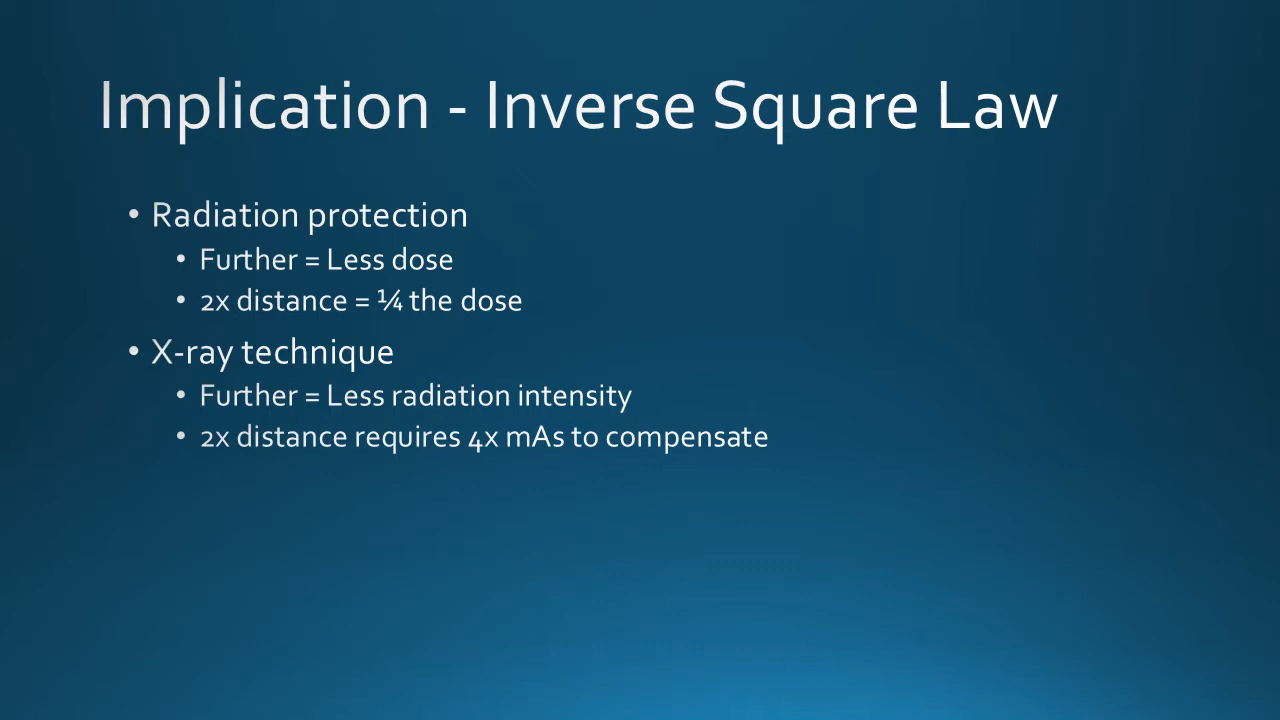 Implication - Inverse Square Law
• Radiation protection
• Further = Less dose
• 2x distance = ¼ the dose
• X-ray technique
• Further = Less radiation intensity
• 2x distance requires 4x mAs to compensate